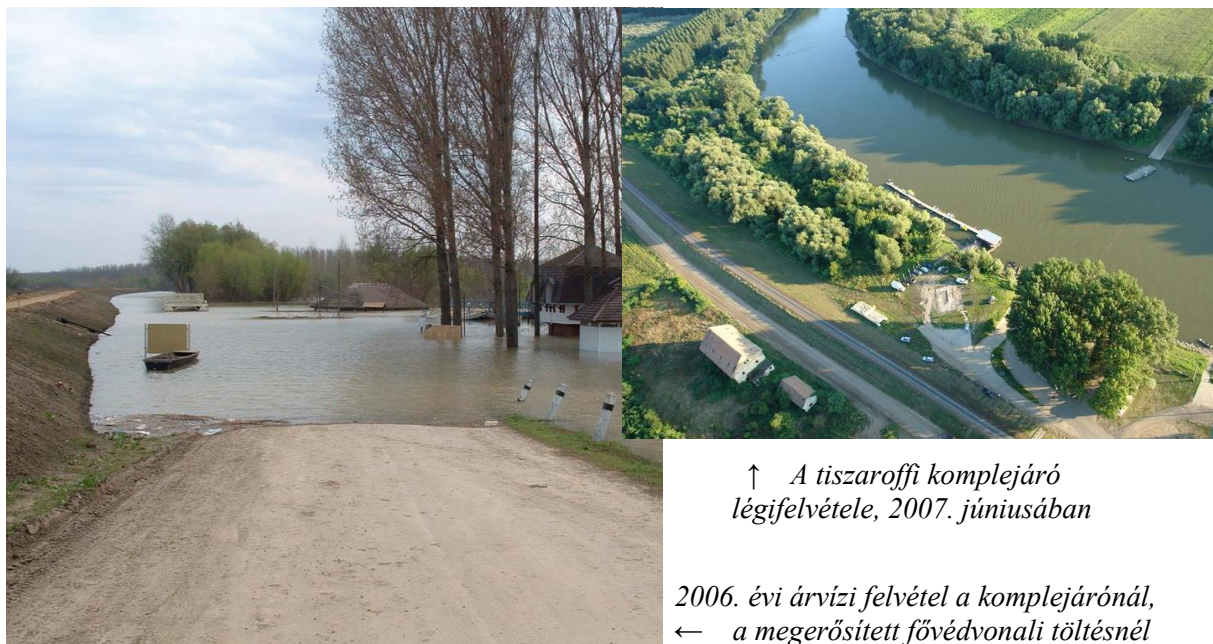 ↑ A tiszaroffi komplejáró
légifelvétele, 2007. júniusában
2006. évi árvízi felvétel a komplejárónál,
← a megerősített fővédvonali töltésnél